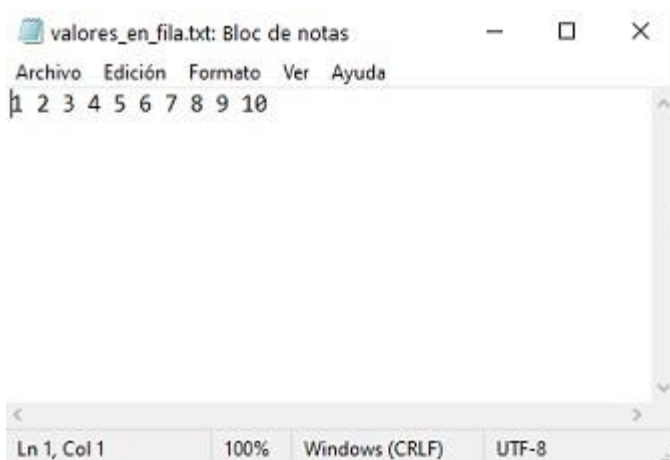 valores_en_fila.txt: Bloc de notas
Archivo Edición Formato Ver Ayuda
1 2 3 4 5 6 7 8 9 10
Ln 1, Col 1 100% Windows (CRLF) UTF-8